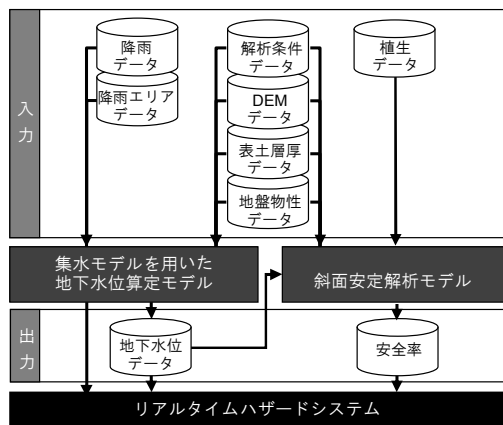 入力
降雨
データ
降雨エリア
データ
解析条件
データ
DEM
データ
表土層厚
データ
地盤物性
データ
植生
データ
集水モデルを用いた
地下水位算定モデル
斜面安定解析モデル
出力
地下水位
データ
安全率
リアルタイムハザードシステム